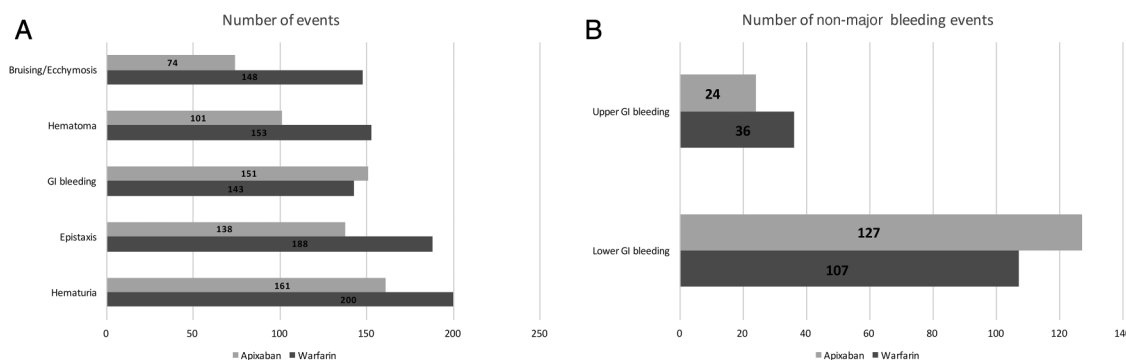 A
Number of events
Bruising/Ecchymosis
74
148
Hematoma
101
153
GI bleeding
151
143
Epistaxis
138
188
Hematuria
161
200
0 50 100 150 200 250
Apixaban Warfarin
B
Number of non-major bleeding events
Upper GI bleeding
24
36
Lower GI bleeding
127
107
0 20 40 60 80 100 120
Apixaban Warfarin